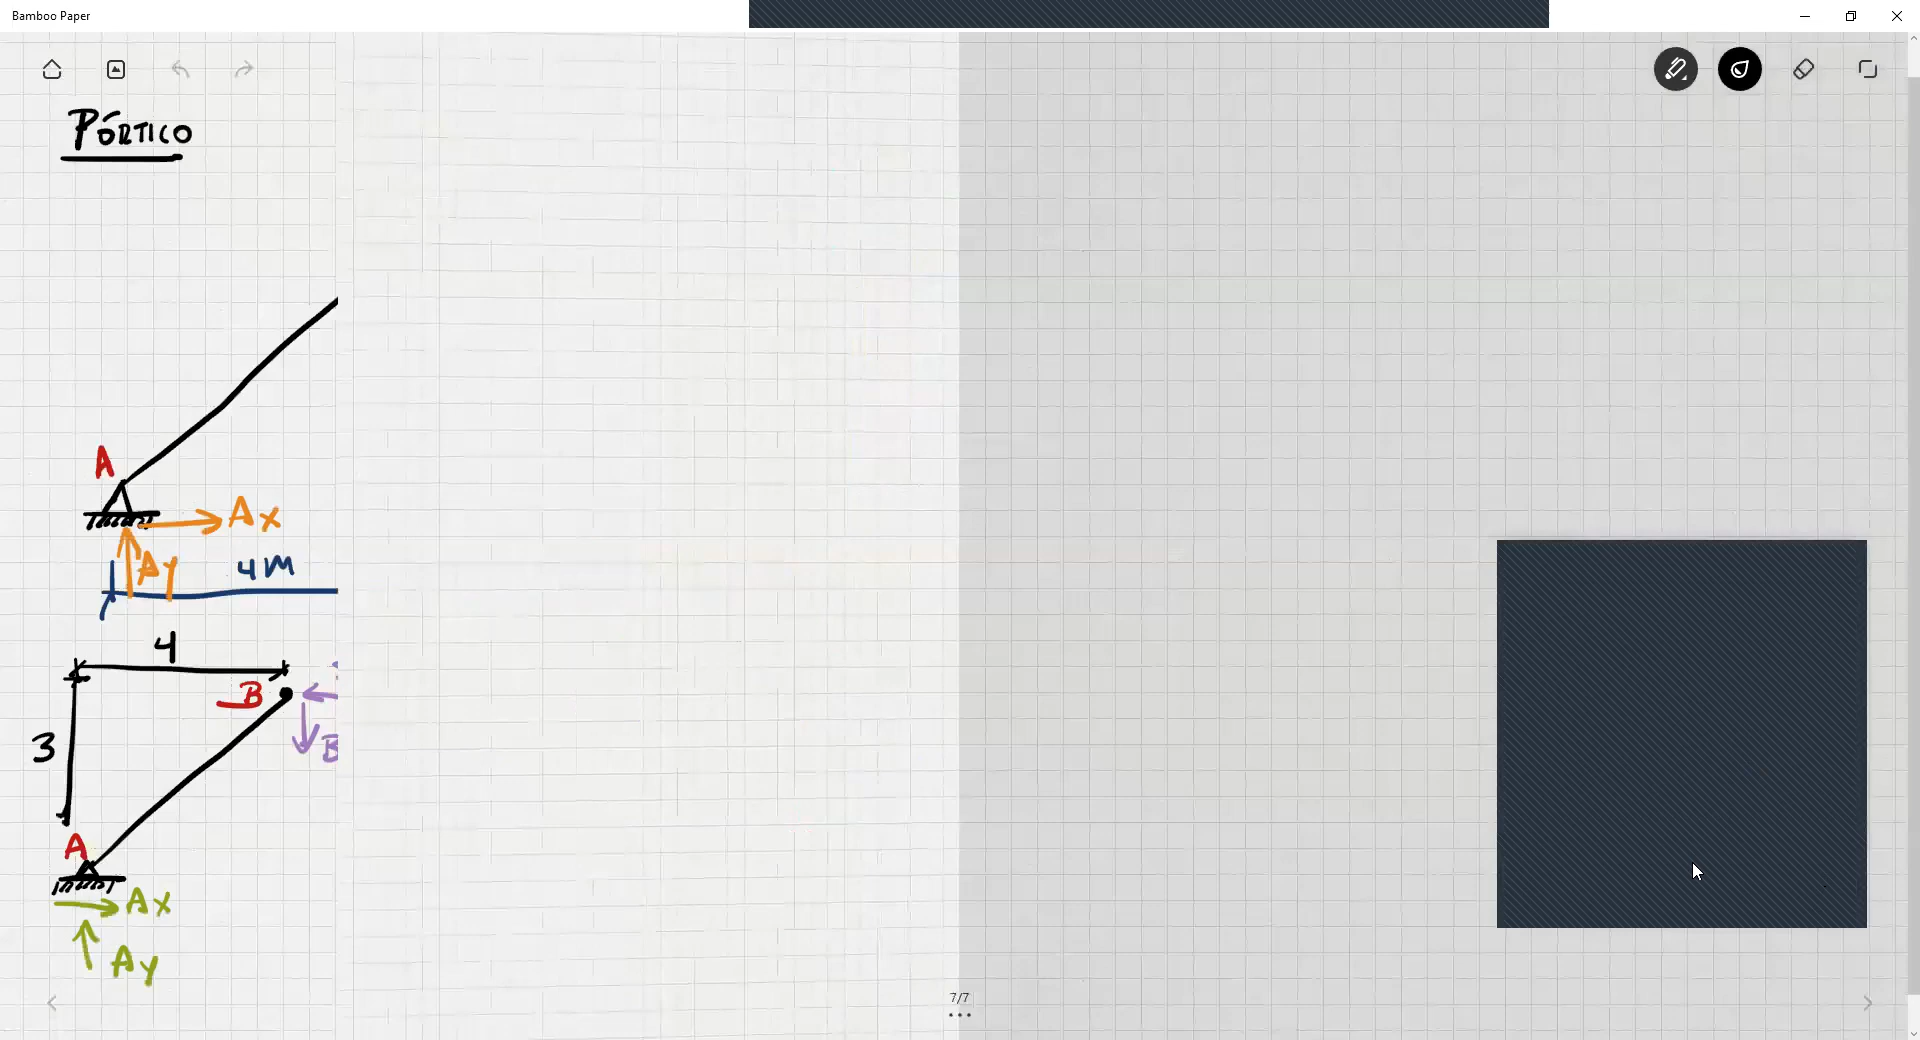 Bamboo Paper
PÓRTICO
A
Ax
Ay
4M
4
B
3
B
A
Ax
Ay
7/7